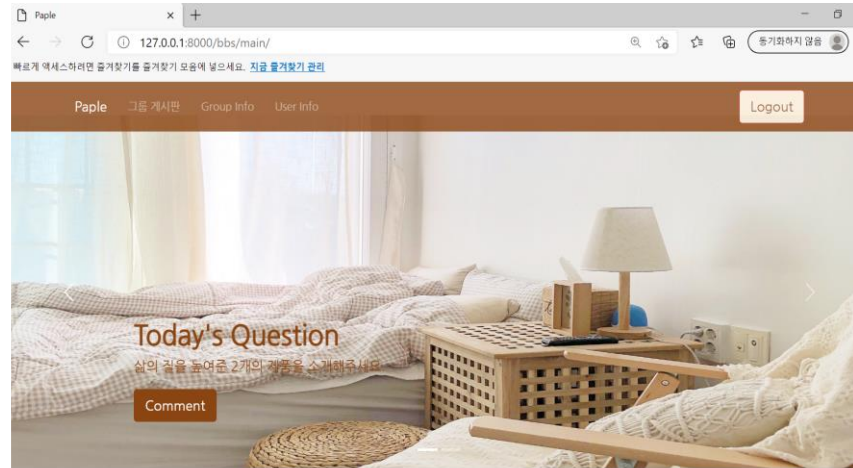 Paple
127.0.0.1:8000/bbs/main/
동기화하지 않음
빠르게 액세스하려면 즐겨찾기를 즐겨찾기 모음에 넣으세요. 지금 즐겨찾기 관리
Paple 그룹 게시판 Group Info User Info Logout
Today's Question
삶의 질을 높여준 2개의 제품을 소개해주세요
Comment